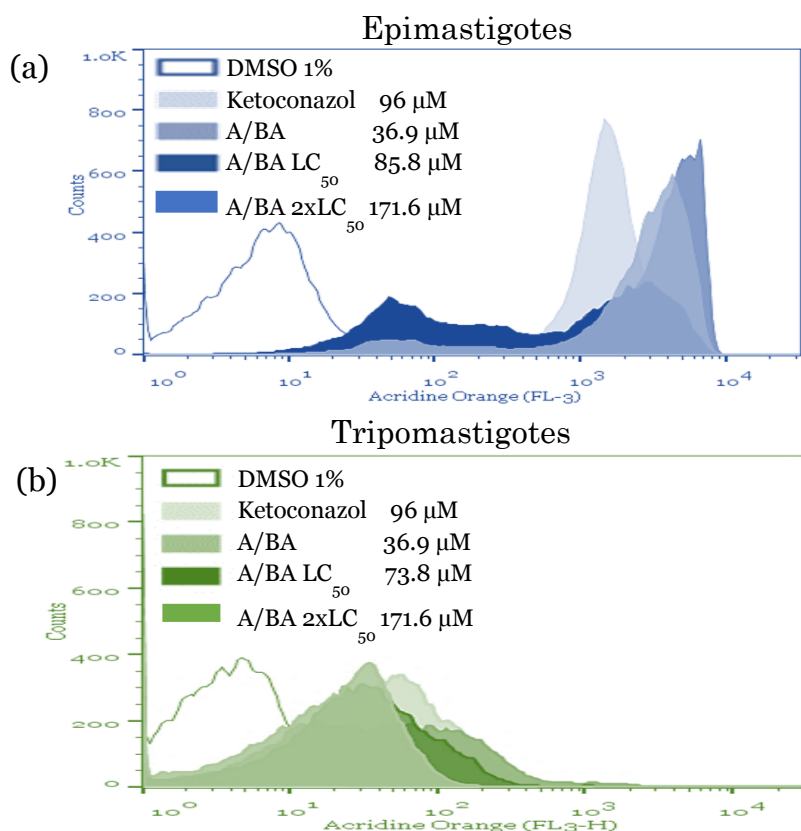 Epimastigotes
(a)
1.0K
800
600
400
200
0
Counts
DMSO 1%
Ketoconazol 96 µM
A/BA 36.9 µM
A/BA LC50 85.8 µM
A/BA 2xLC50 171.6 µM
10^0 10^1 10^2 10^3 10^4
Acridine Orange (FL-3)
Tripomastigotes
(b)
1.0K
800
600
400
200
0
Counts
DMSO 1%
Ketoconazol 96 µM
A/BA 36.9 µM
A/BA LC50 73.8 µM
A/BA 2xLC50 171.6 µM
10^0 10^1 10^2 10^3 10^4
Acridine Orange (FL3-H)